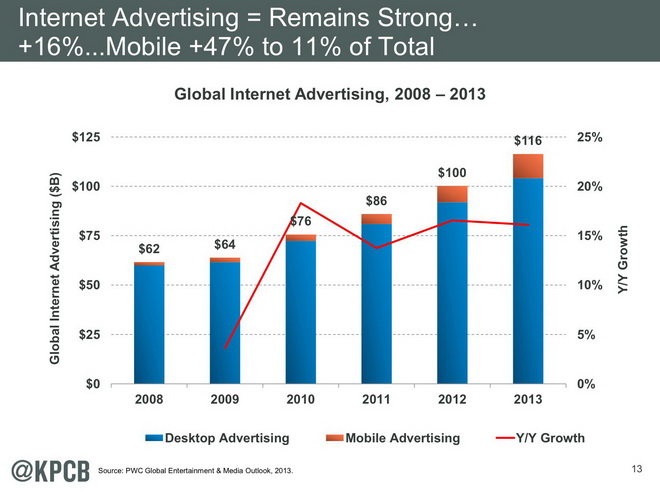 Internet Advertising = Remains Strong…
+16%...Mobile +47% to 11% of Total
Global Internet Advertising, 2008 – 2013
Global Internet Advertising ($B)
$125
$100
$75
$50
$25
$0
$62
$64
$76
$86
$100
$116
25%
20%
15%
10%
5%
0%
Y/Y Growth
2008 2009 2010 2011 2012 2013
Desktop Advertising Mobile Advertising Y/Y Growth
@KPCB
Source: PWC Global Entertainment & Media Outlook, 2013.
13